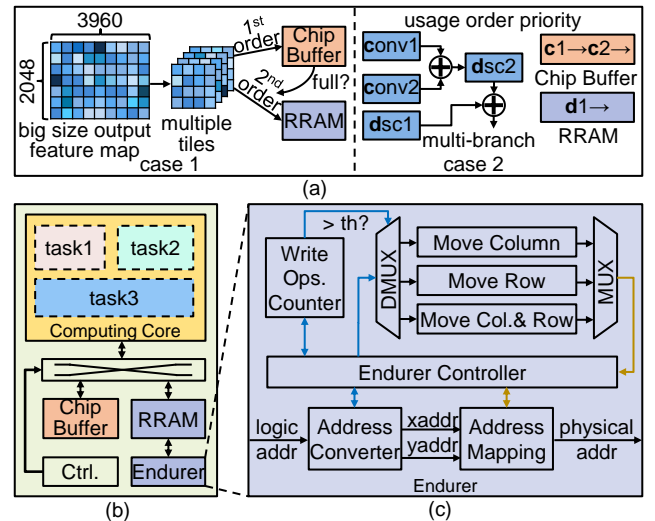 3960
2048
big size output
feature map
multiple
tiles
1st
order
2nd
order
Chip
Buffer
full?
RRAM
case 1
usage order priority
conv1
conv2
dsc1
dsc2
multi-branch
case 2
c1→c2→
Chip Buffer
d1→
RRAM
(a)
task1
task2
task3
Computing Core
Chip
Buffer
RRAM
Ctrl.
Endurer
(b)
> th?
Write
Ops.
Counter
DMUX
Move Column
Move Row
Move Col.& Row
MUX
Endurer Controller
logic
addr
Address
Converter
xaddr
yaddr
Address
Mapping
physical
addr
Endurer
(c)